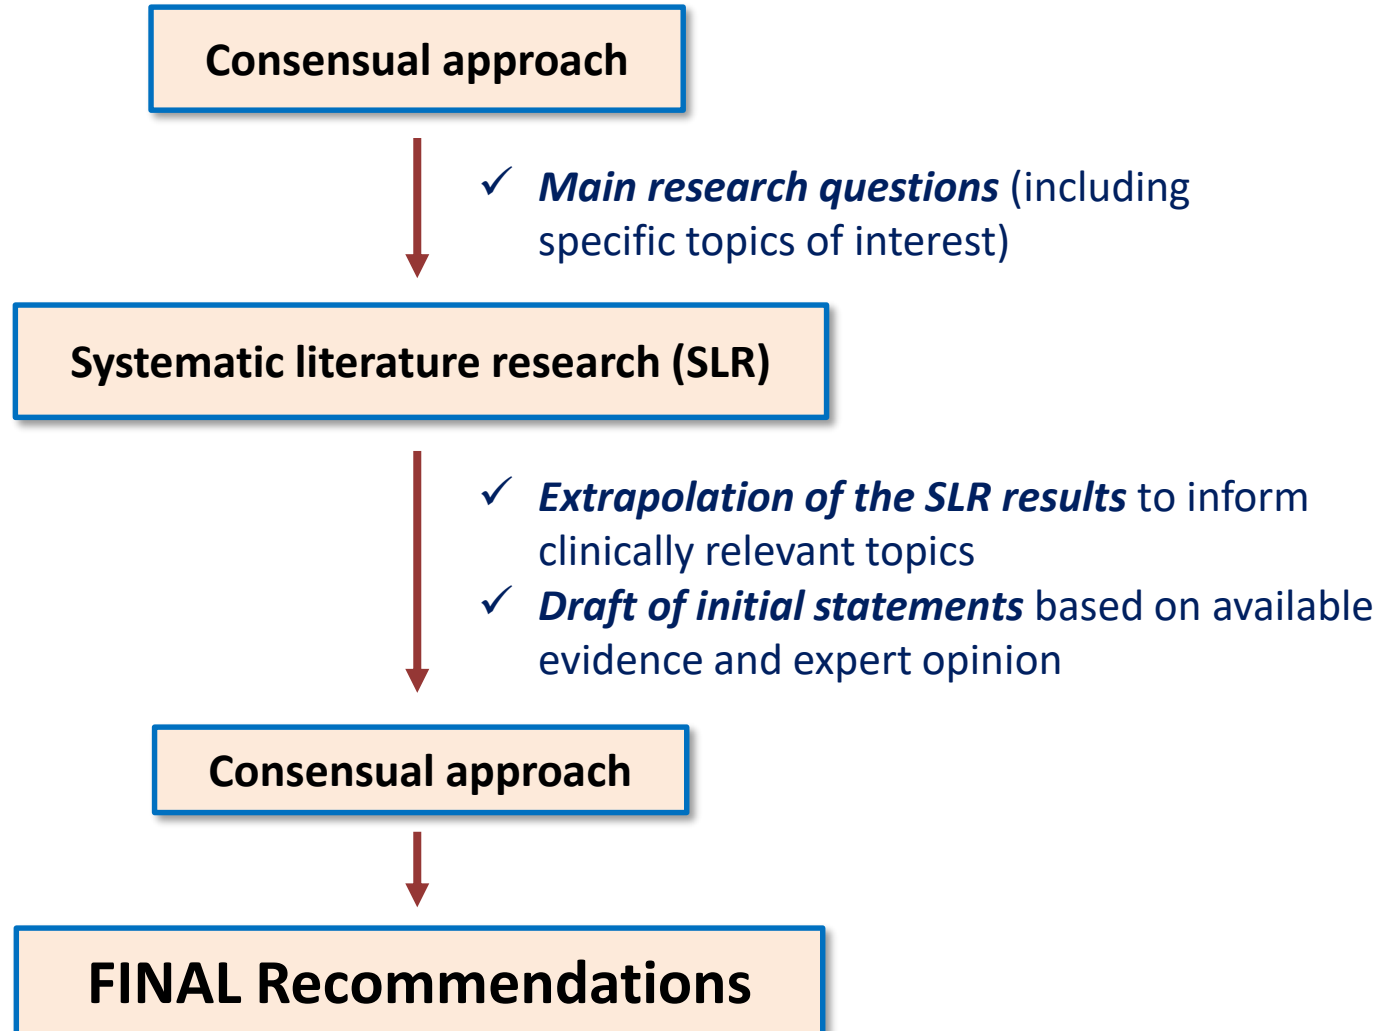 Consensual approach
✓ Main research questions (including
specific topics of interest)
Systematic literature research (SLR)
✓ Extrapolation of the SLR results to inform
clinically relevant topics
✓ Draft of initial statements based on available
evidence and expert opinion
Consensual approach
FINAL Recommendations